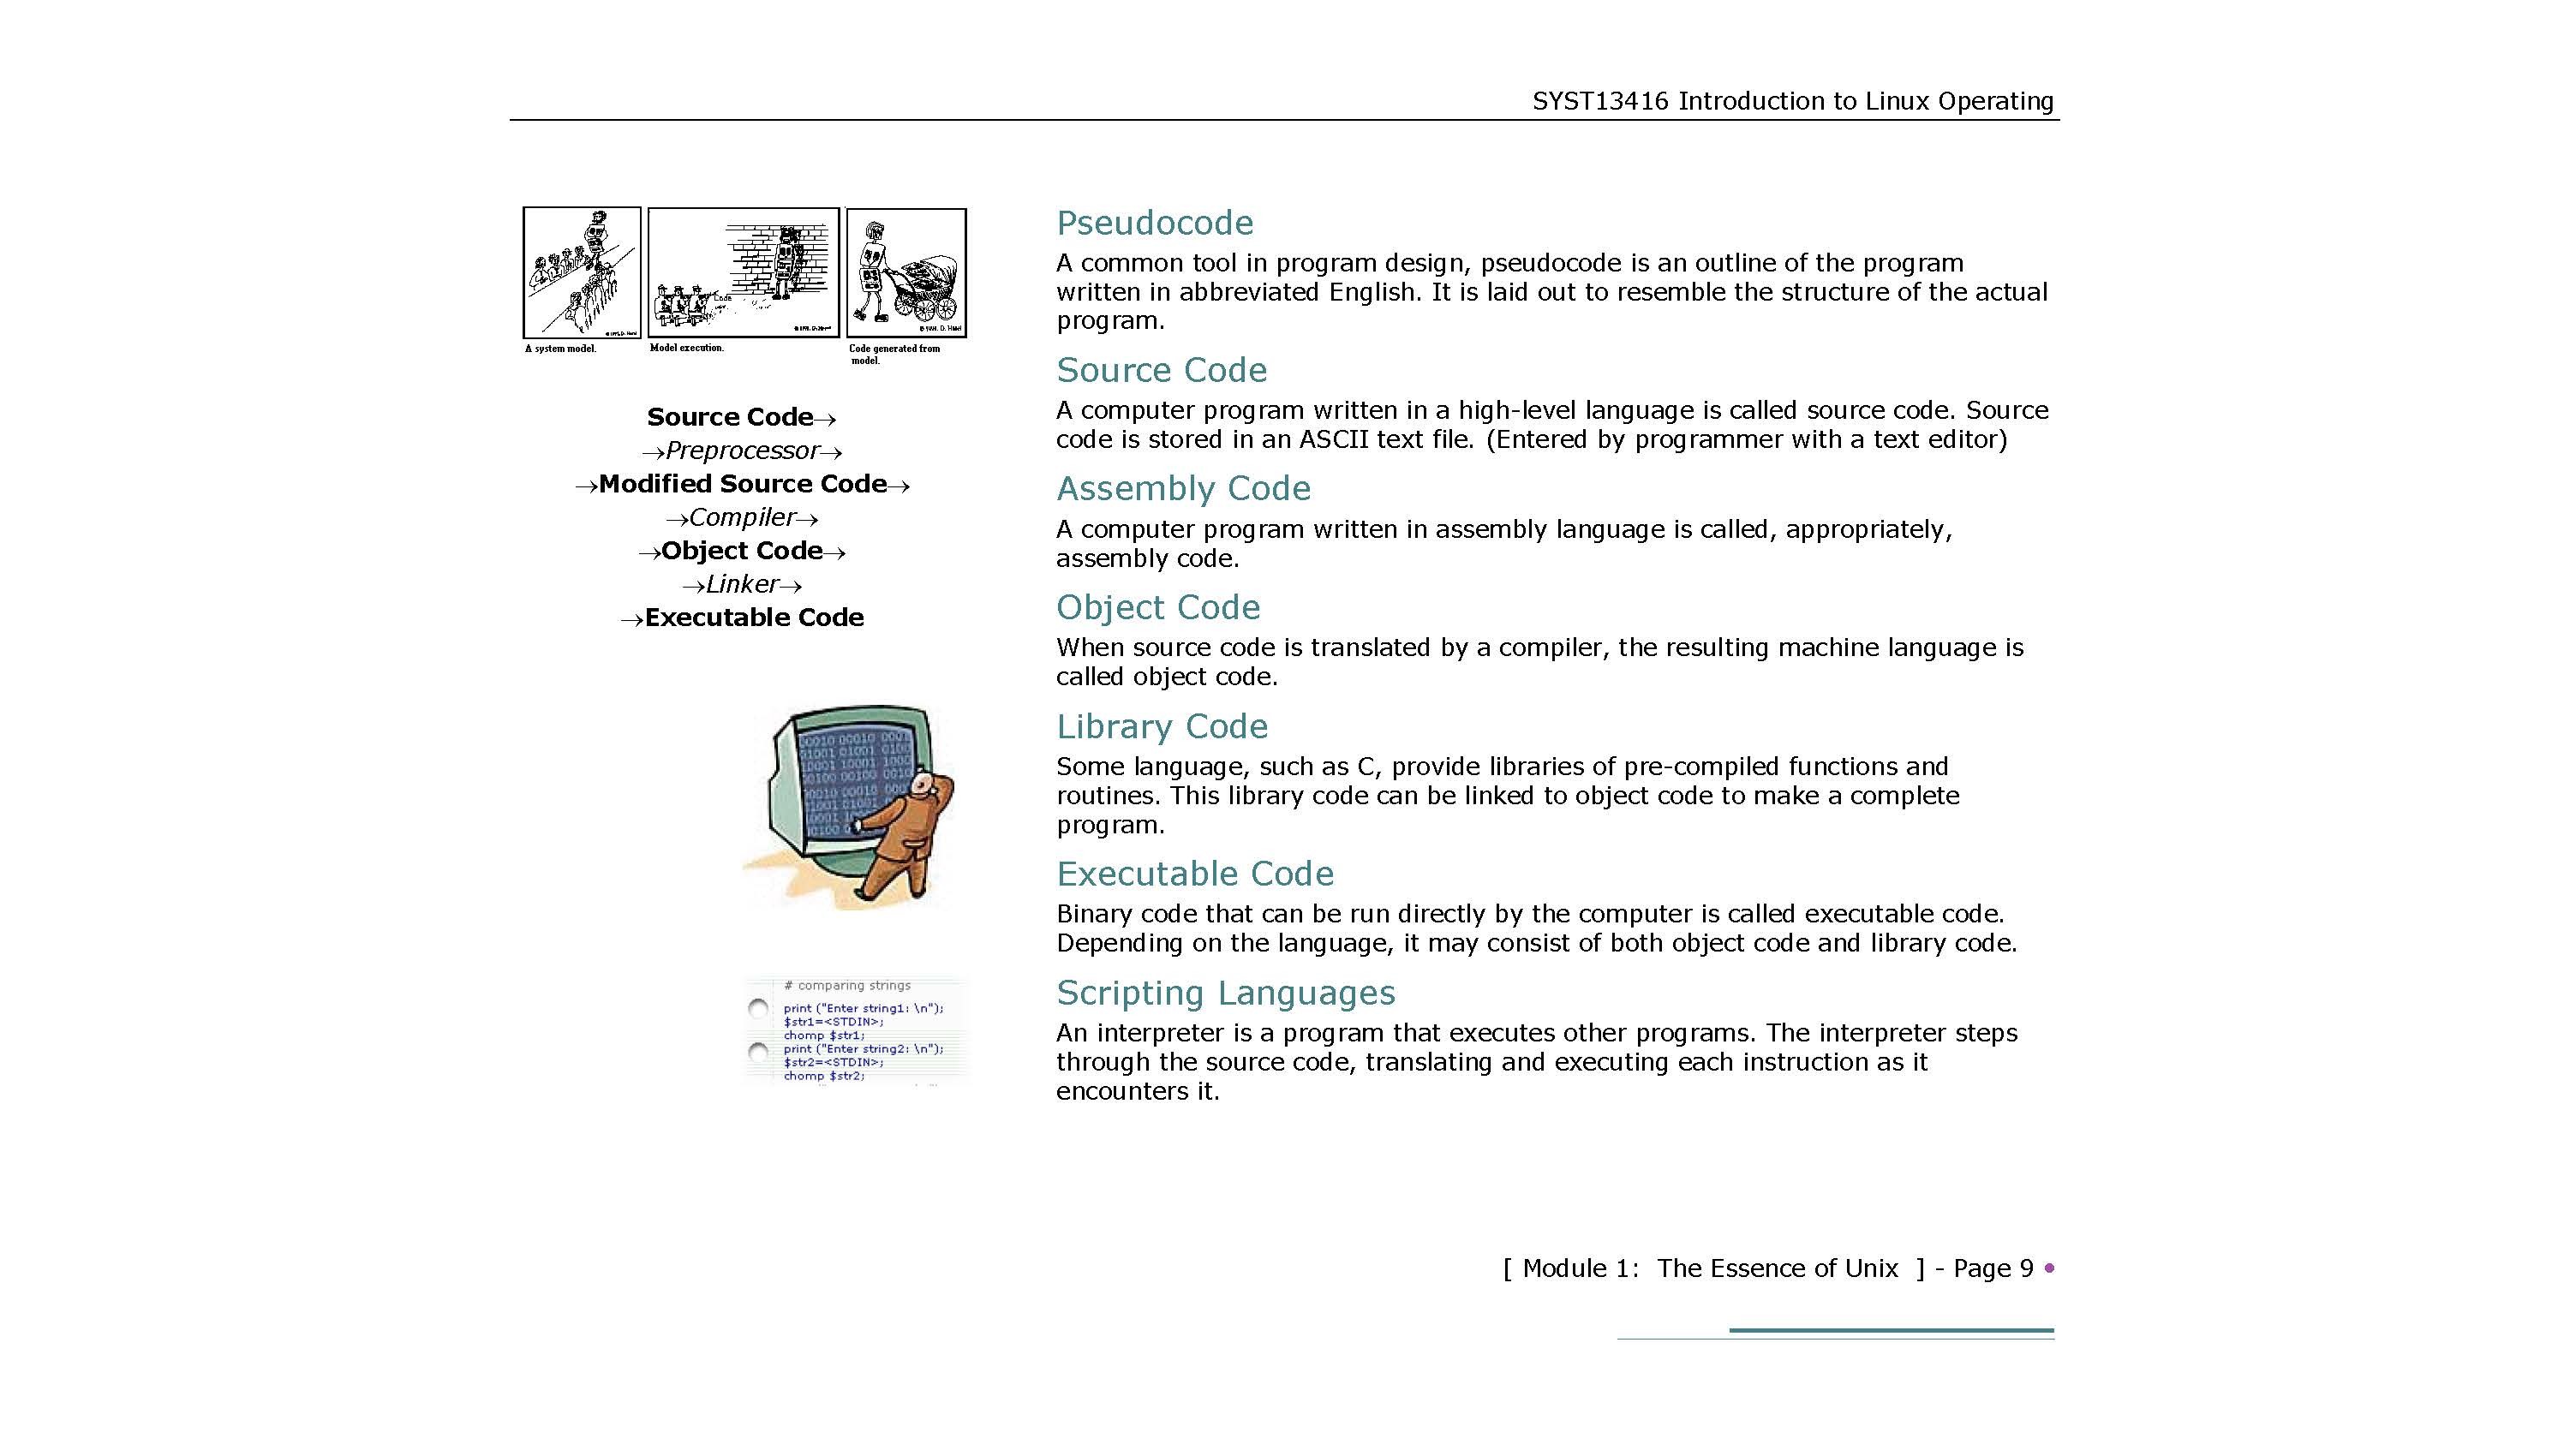 SYST13416 Introduction to Linux Operating
A system model.
Model execution.
Code generated from
model.
Source Code→
→Preprocessor→
→Modified Source Code→
→Compiler→
→Object Code→
→Linker→
→Executable Code
# comparing strings
print ("Enter string1: \n");
$str1=<STDIN>;
chomp $str1;
print ("Enter string2: \n");
$str2=<STDIN>;
chomp $str2;
Pseudocode
A common tool in program design, pseudocode is an outline of the program
written in abbreviated English. It is laid out to resemble the structure of the actual
program.
Source Code
A computer program written in a high-level language is called source code. Source
code is stored in an ASCII text file. (Entered by programmer with a text editor)
Assembly Code
A computer program written in assembly language is called, appropriately,
assembly code.
Object Code
When source code is translated by a compiler, the resulting machine language is
called object code.
Library Code
Some language, such as C, provide libraries of pre-compiled functions and
routines. This library code can be linked to object code to make a complete
program.
Executable Code
Binary code that can be run directly by the computer is called executable code.
Depending on the language, it may consist of both object code and library code.
Scripting Languages
An interpreter is a program that executes other programs. The interpreter steps
through the source code, translating and executing each instruction as it
encounters it.
[ Module 1:  The Essence of Unix  ] - Page 9 •